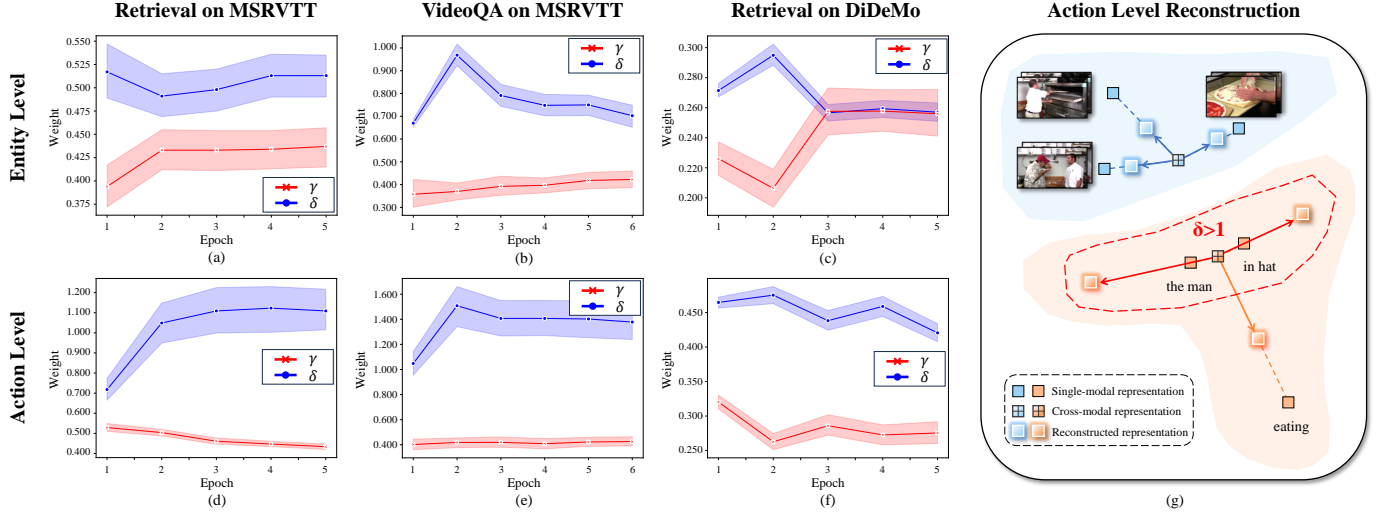 Retrieval on MSRVTT
VideoQA on MSRVTT
Retrieval on DiDeMo
Action Level Reconstruction
Entity Level
Weight
0.550
0.525
0.500
0.475
0.450
0.425
0.400
0.375
γ
δ
1 2 3 4 5
Epoch
(a)
Weight
1.000
0.900
0.800
0.700
0.600
0.500
0.400
0.300
γ
δ
1 2 3 4 5 6
Epoch
(b)
Weight
0.300
0.280
0.260
0.240
0.220
0.200
γ
δ
1 2 3 4 5
Epoch
(c)
Action Level
Weight
1.200
1.100
1.000
0.900
0.800
0.700
0.600
0.500
0.400
γ
δ
1 2 3 4 5
Epoch
(d)
Weight
1.600
1.400
1.200
1.000
0.800
0.600
0.400
γ
δ
1 2 3 4 5 6
Epoch
(e)
Weight
0.450
0.400
0.350
0.300
0.250
γ
δ
1 2 3 4 5
Epoch
(f)
δ>1
in hat
the man
eating
Single-modal representation
Cross-modal representation
Reconstructed representation
(g)